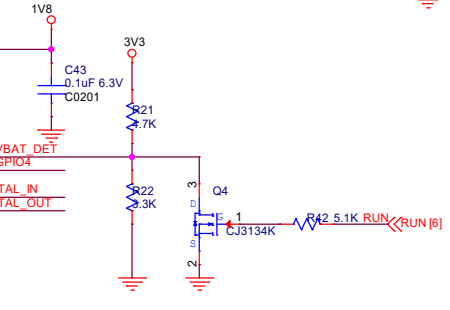 1V8
3V3
C43
0.1uF 6.3V
C0201
R21
4.7K
VBAT_DET
GPIO4
TAL_IN
TAL_OUT
R22
3.3K
3
Q4
D
G
1
CJ3134K
S
2
R42 5.1K
RUN
RUN [6]